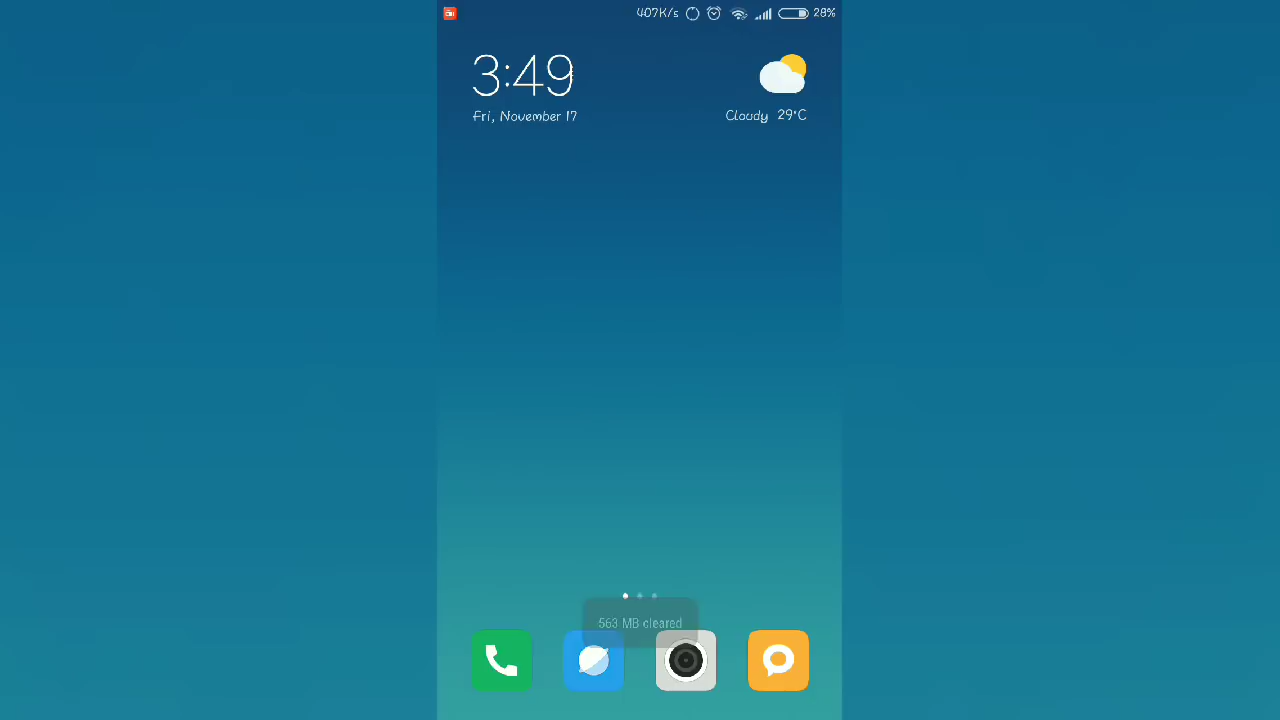 407K/s 28%
3:49
Fri, November 17
Cloudy 29°C
563 MB cleared